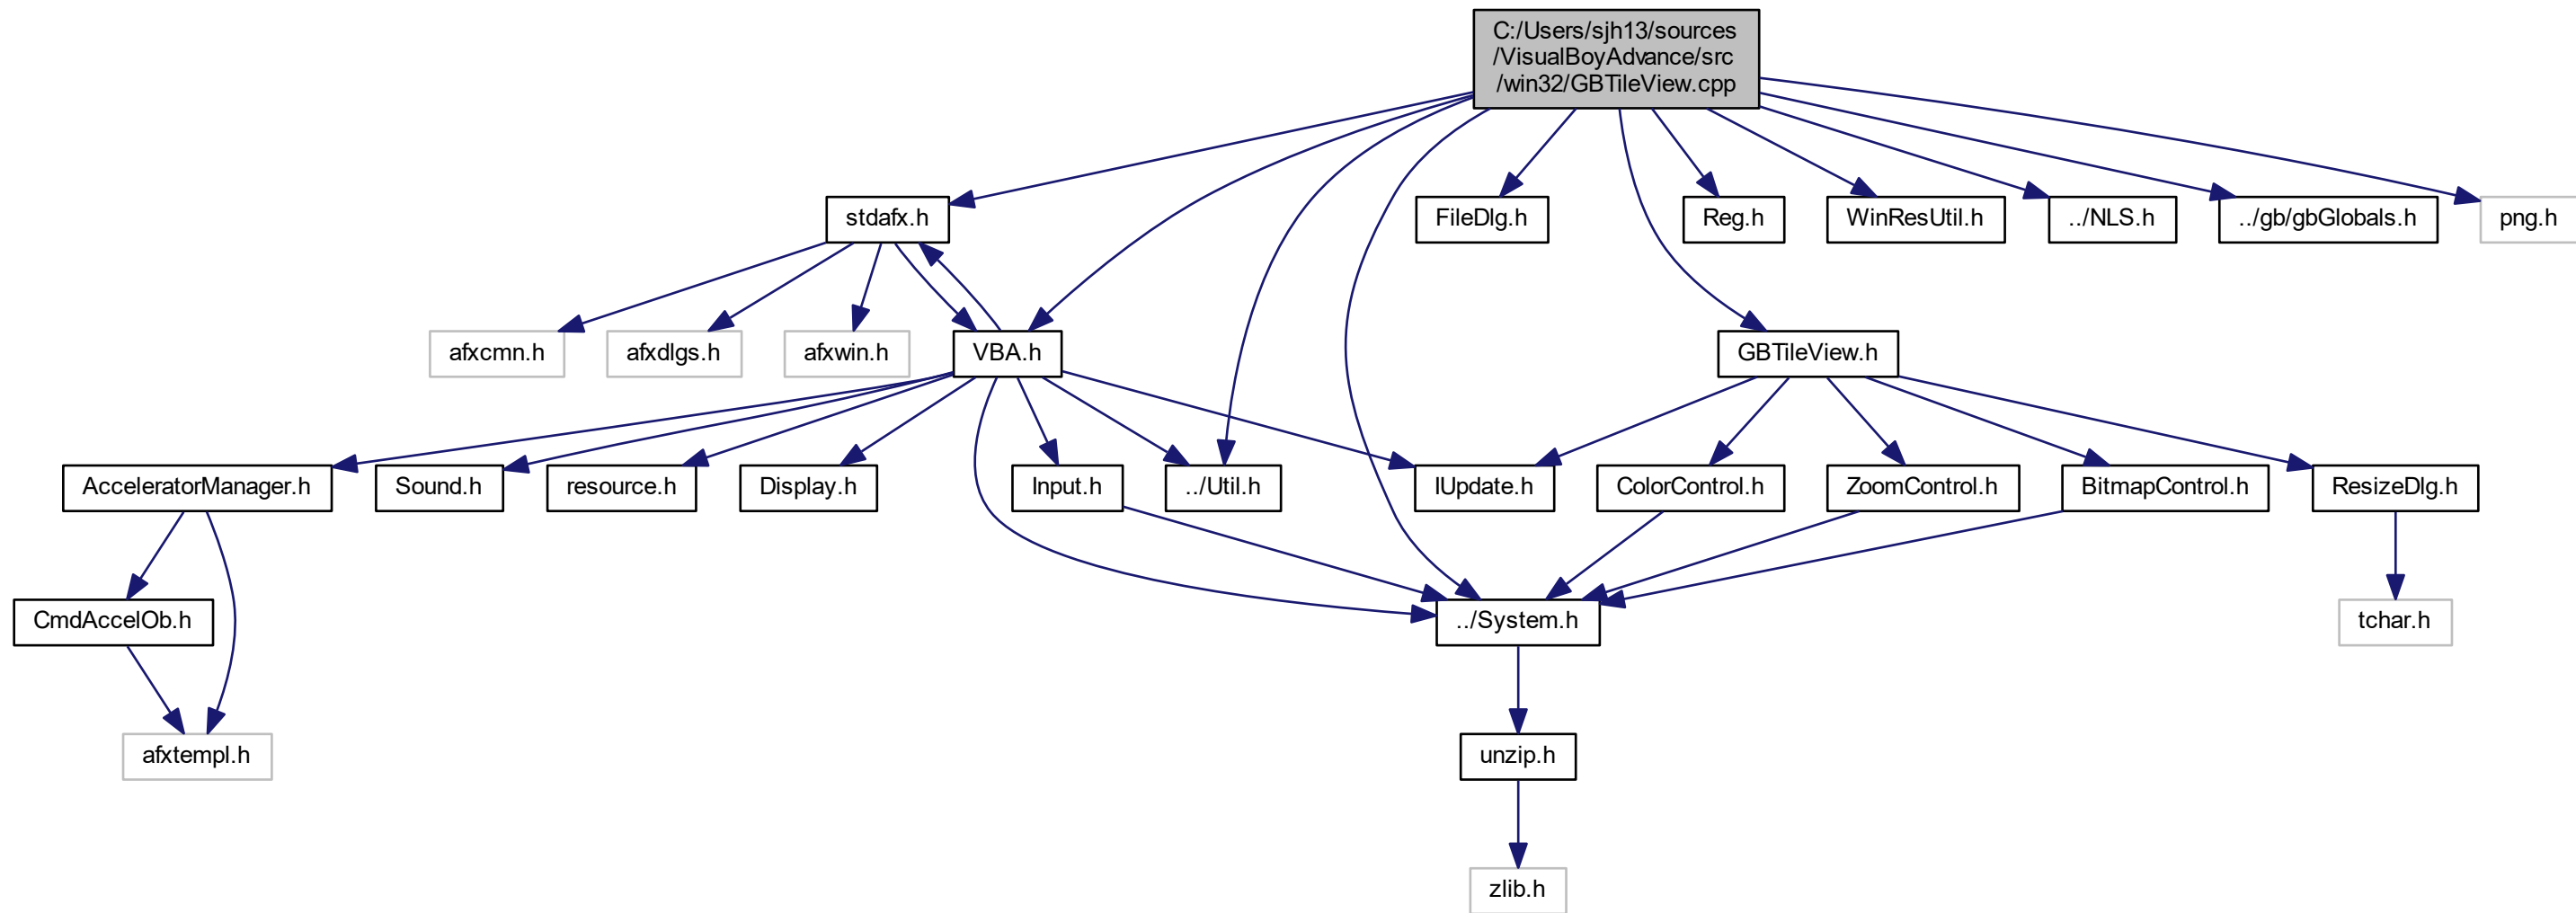 C:/Users/sjh13/sources
/VisualBoyAdvance/src
/win32/GBTileView.cpp
stdafx.h
FileDlg.h
Reg.h
WinResUtil.h
../NLS.h
../gb/gbGlobals.h
png.h
afxcmn.h
afxdlgs.h
afxwin.h
VBA.h
GBTileView.h
AcceleratorManager.h
Sound.h
resource.h
Display.h
Input.h
../Util.h
IUpdate.h
ColorControl.h
ZoomControl.h
BitmapControl.h
ResizeDlg.h
CmdAccelOb.h
../System.h
tchar.h
afxtempl.h
unzip.h
zlib.h